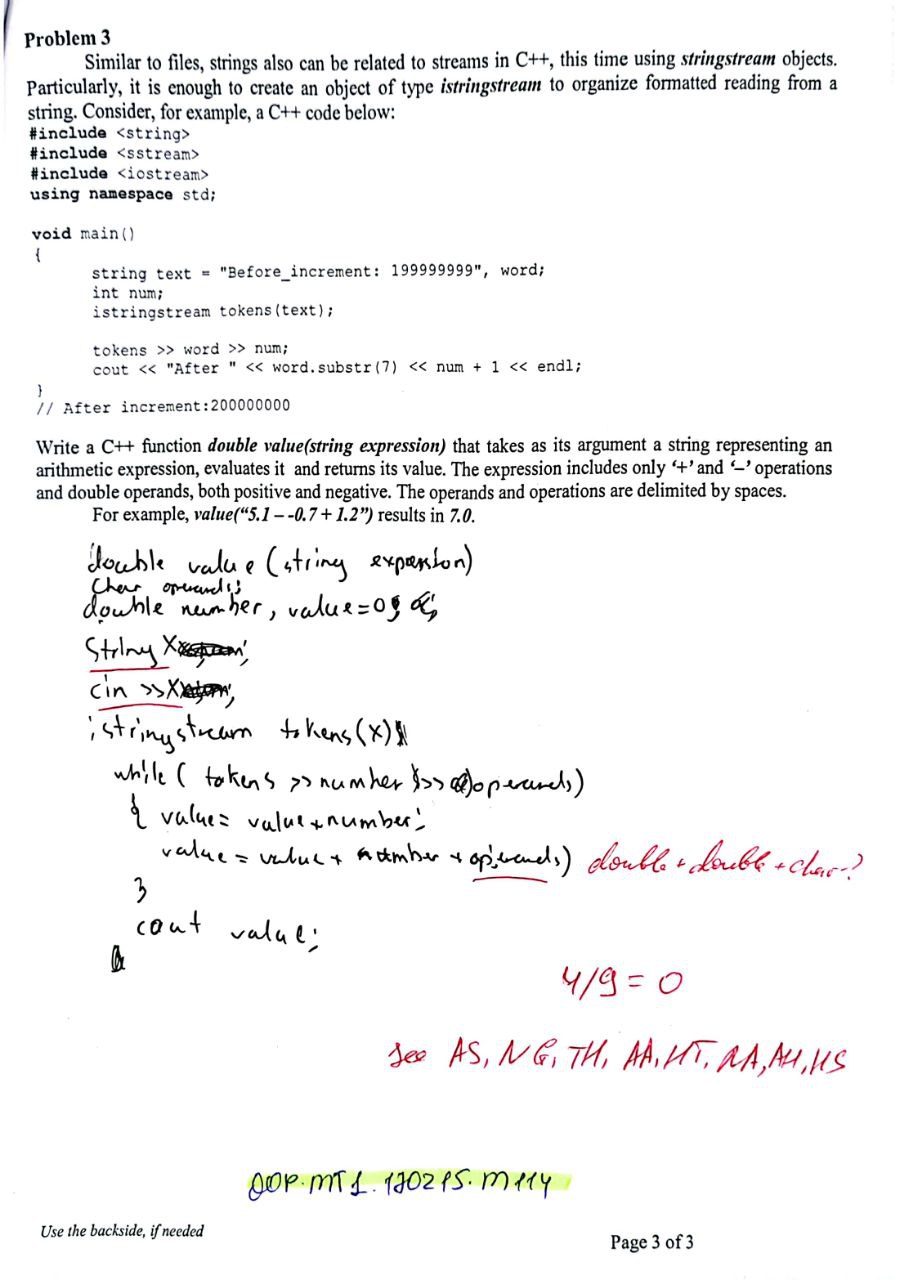 Problem 3
Similar to files, strings also can be related to streams in C++, this time using stringstream objects.
Particularly, it is enough to create an object of type istringstream to organize formatted reading from a
string. Consider, for example, a C++ code below:
#include <string>
#include <sstream>
#include <iostream>
using namespace std;
void main()
{
string text = "Before_increment: 199999999", word;
int num;
istringstream tokens(text);
tokens >> word >> num;
cout << "After " << word.substr(7) << num + 1 << endl;
}
// After increment:200000000
Write a C++ function double value(string expression) that takes as its argument a string representing an
arithmetic expression, evaluates it and returns its value. The expression includes only ‘+’ and ‘–’ operations
and double operands, both positive and negative. The operands and operations are delimited by spaces.
For example, value(“5.1 – -0.7 + 1.2”) results in 7.0.
double value (string
char operands;
double number, value=0;
String X
cin >>X
istringstream tokens(X)
while ( tokens >> number >> operands)
{ value= value+number;
value = value + number + operands) double + double + char-?
}
cout value;
4/9 = 0
See AS, NG, TH, AA, HT, RA, AH, HS
OOP.MT1.170215.M114
Use the backside, if needed
Page 3 of 3